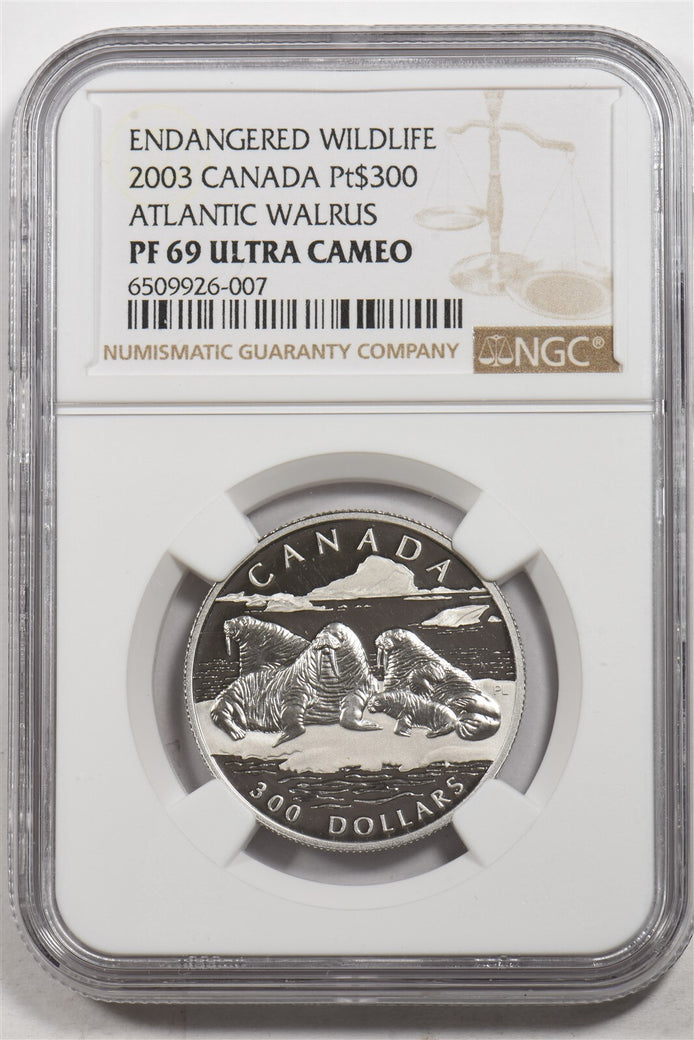 ENDANGERED WILDLIFE
2003 CANADA Pt$300
ATLANTIC WALRUS
PF 69 ULTRA CAMEO
6509926-007
NUMISMATIC GUARANTY COMPANY
NGC®
CANADA
PL
300 DOLLARS